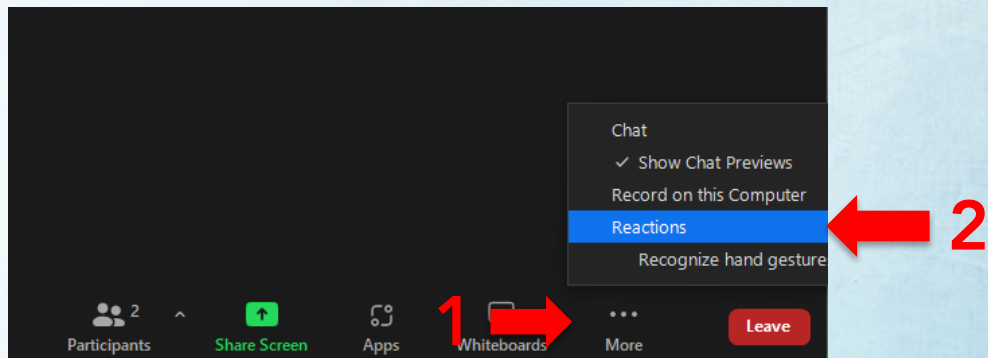 Chat
✓ Show Chat Previews
Record on this Computer
Reactions
2
Recognize hand gestures
2
1
Participants
Share Screen
Apps
Whiteboards
More
Leave